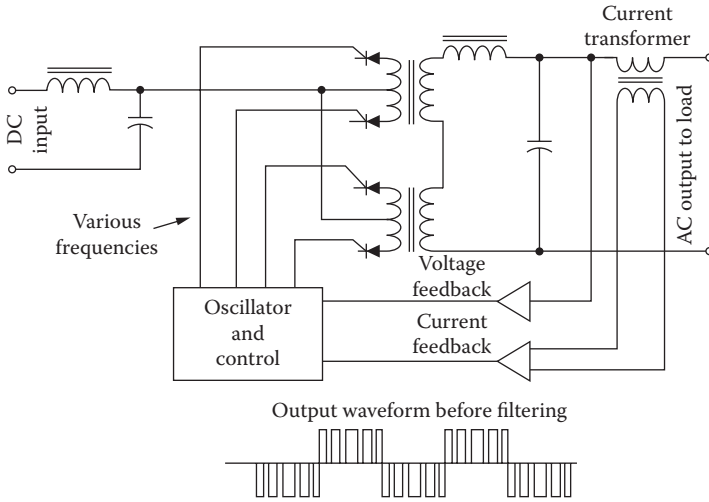 Current
transformer
DC
input
AC output to load
Various
frequencies
Voltage
feedback
Oscillator
and
control
Current
feedback
Output waveform before filtering